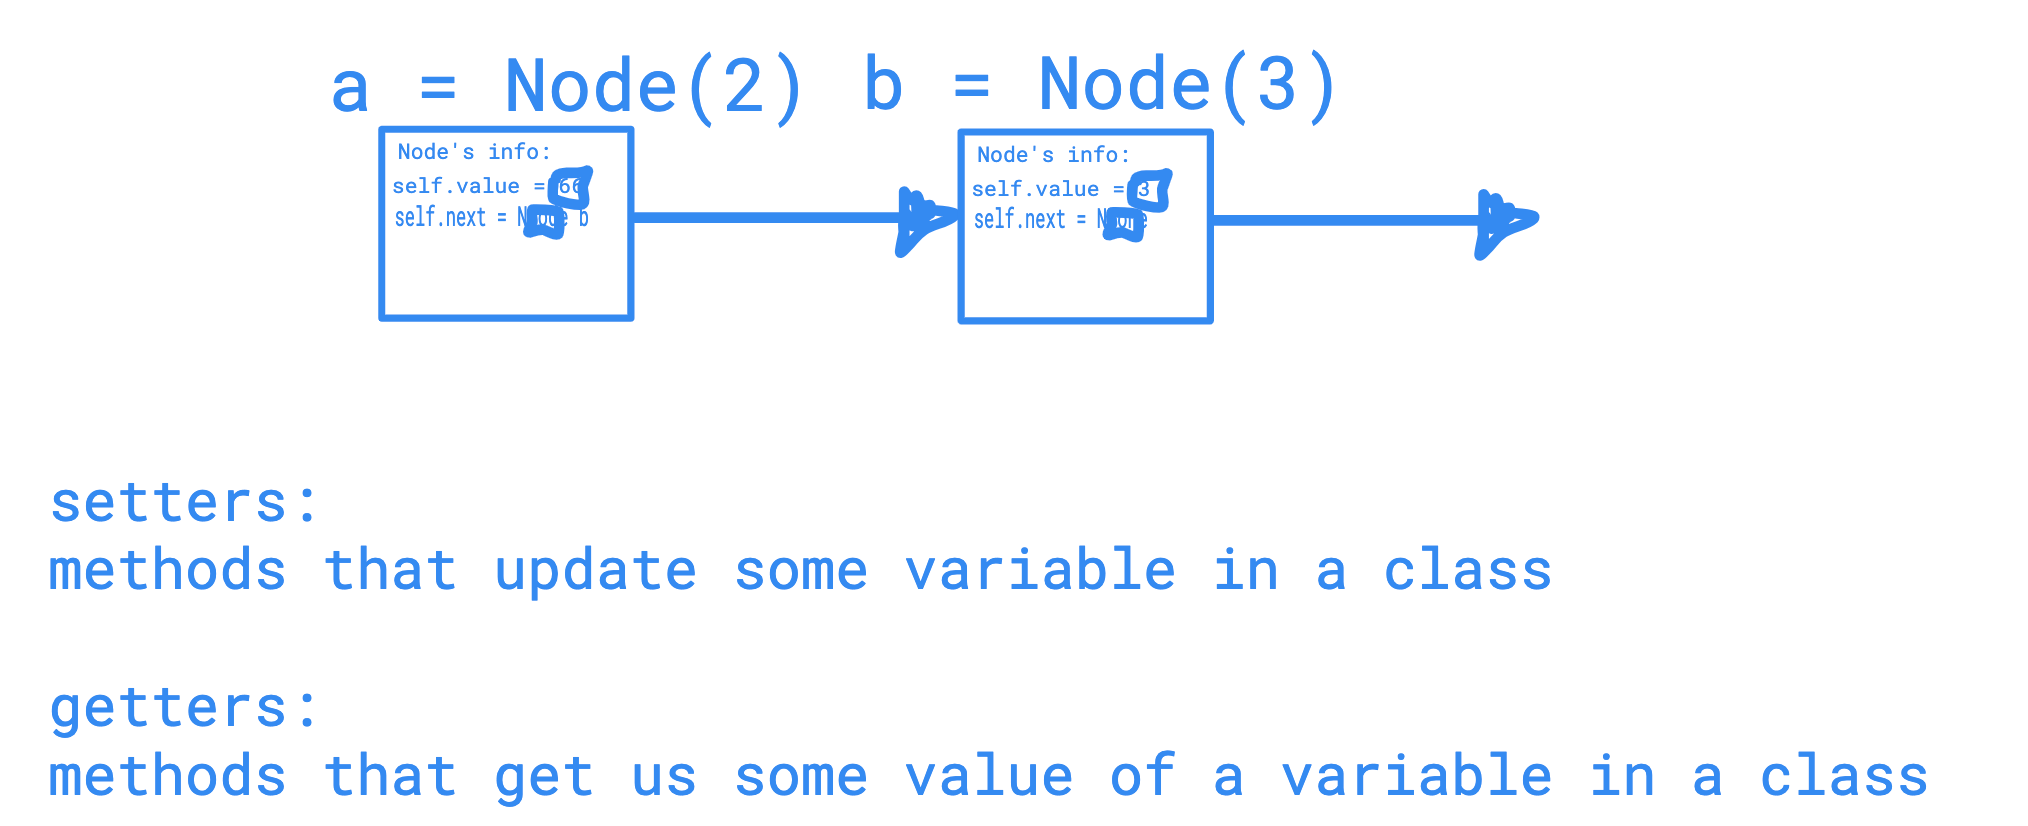 a = Node(2) b = Node(3)
Node's info:
self.value = 66
self.next = Node b
Node's info:
self.value = 3
self.next = None
setters:
methods that update some variable in a class
getters:
methods that get us some value of a variable in a class